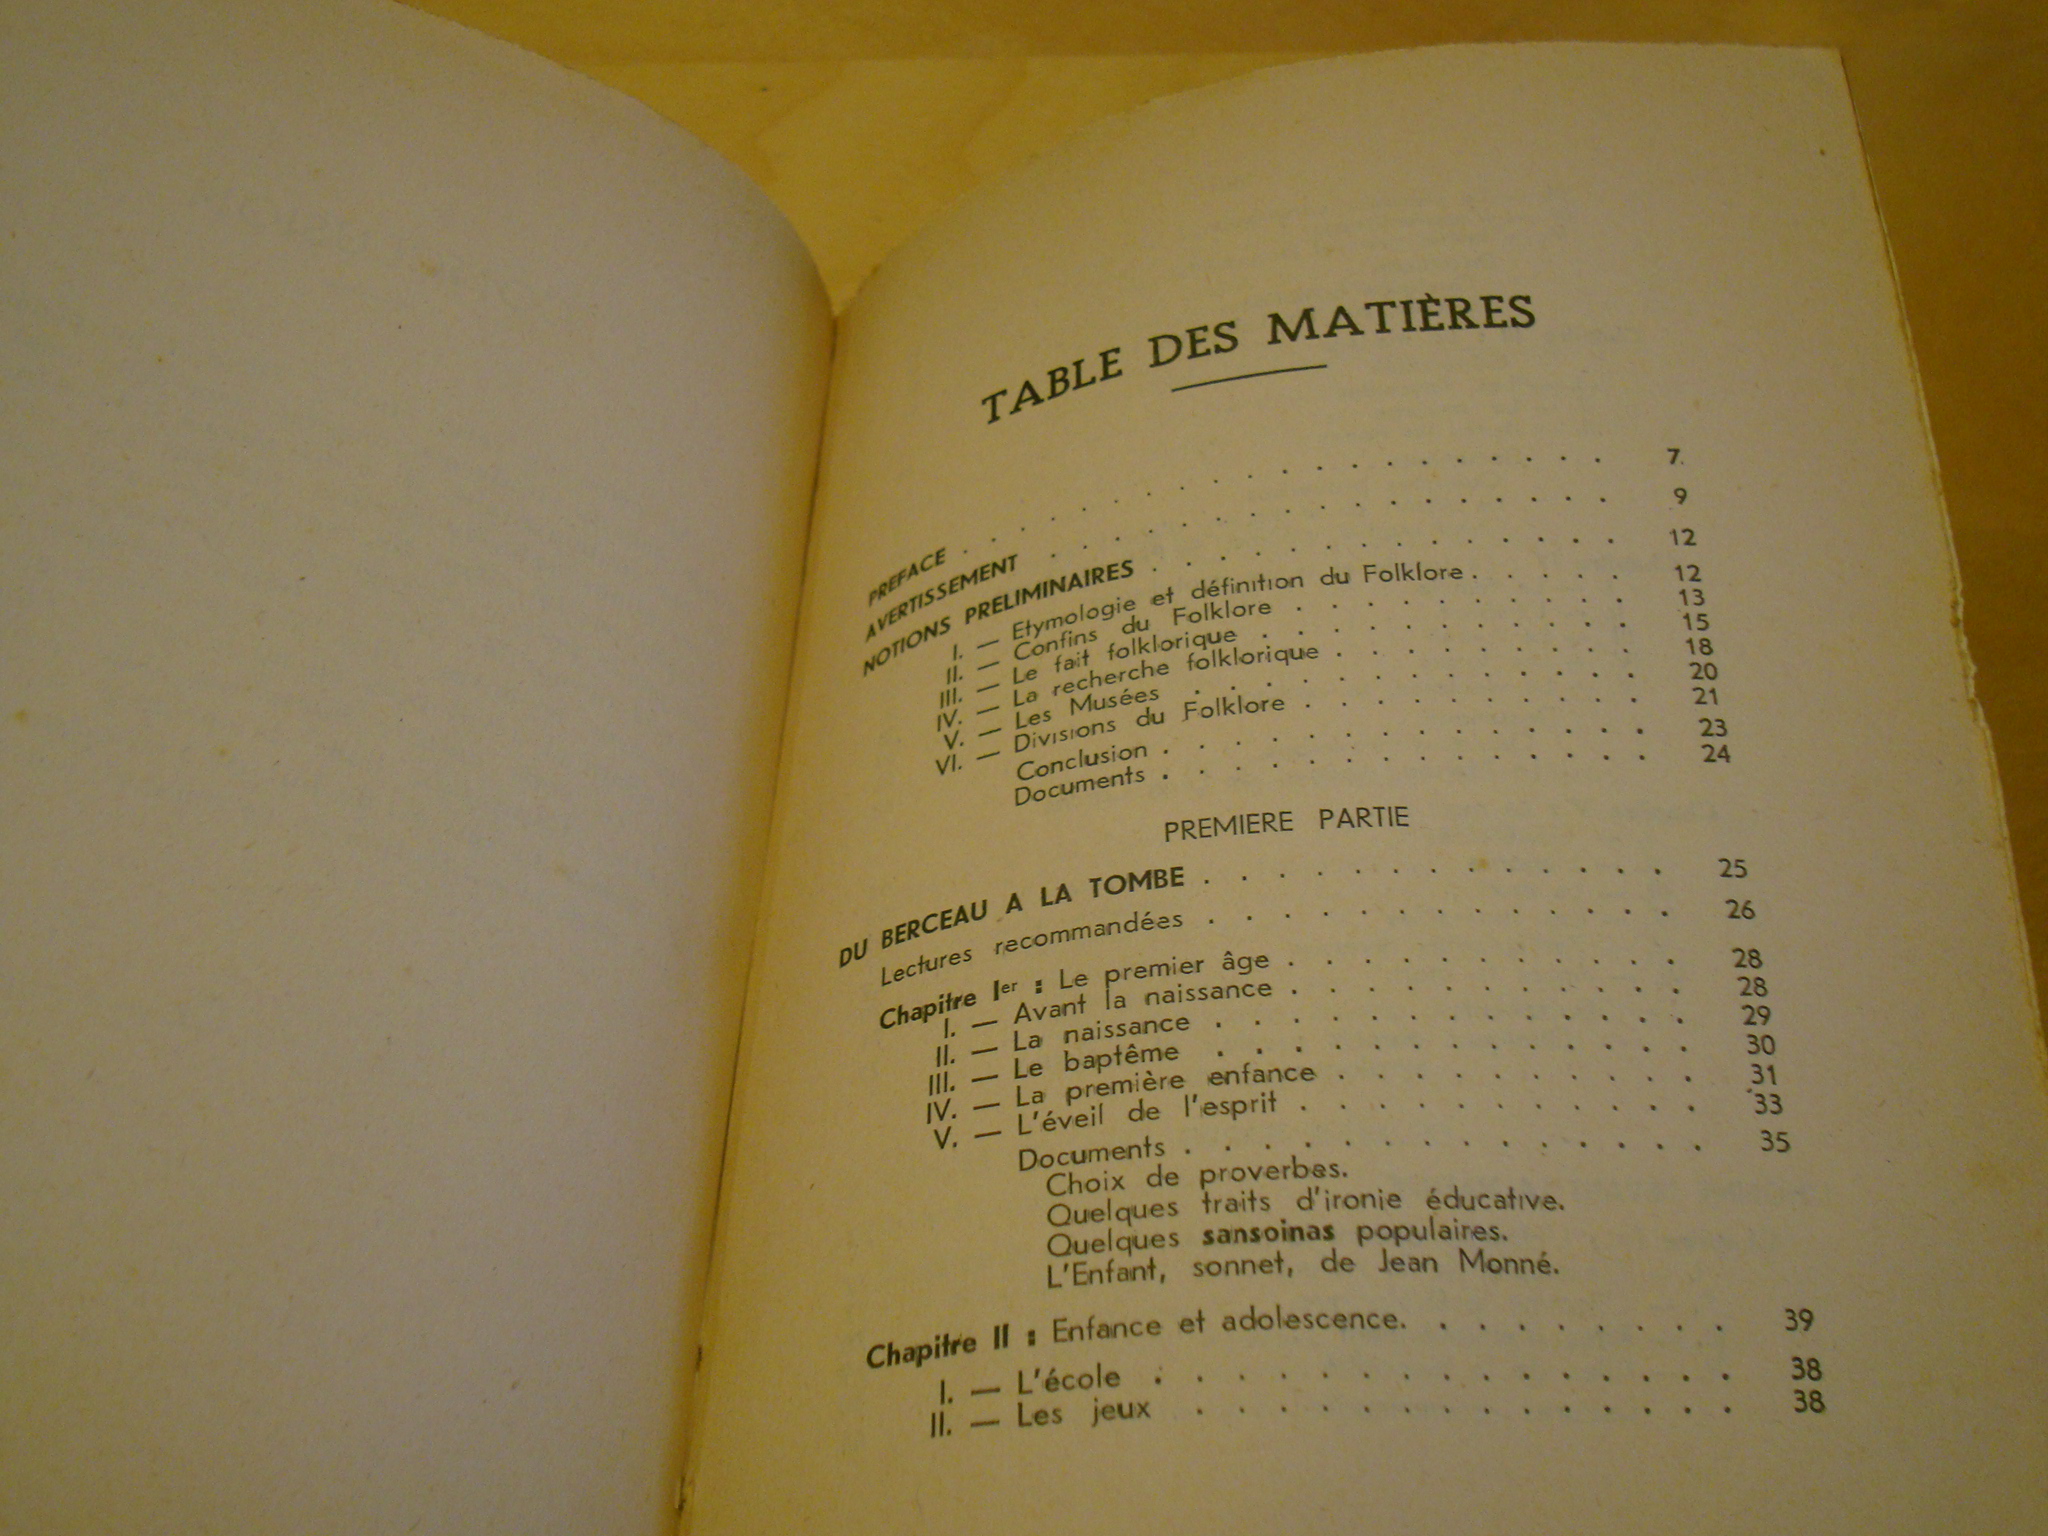 TABLE DES MATIÈRES
PREFACE . . . . . . . . . . . . . . . . . 7
AVERTISSEMENT . . . . . . . . . . . . . . . . 9
NOTIONS PRELIMINAIRES . . . . . . . . . . . . . 12
I. — Etymologie et définition du Folklore . . . . . 12
II. — Confins du Folklore . . . . . . . . . . 13
III. — Le fait folklorique . . . . . . . . . . . 15
IV. — La recherche folklorique . . . . . . . . . 18
V. — Les Musées . . . . . . . . . . . . . 20
VI. — Divisions du Folklore . . . . . . . . . . 21
Conclusion . . . . . . . . . . . . . . 23
Documents . . . . . . . . . . . . . . 24
PREMIERE PARTIE
DU BERCEAU A LA TOMBE . . . . . . . . . . . . . 25
Lectures recommandées . . . . . . . . . . . . 26
Chapitre Ier : Le premier âge . . . . . . . . . . . 28
I. — Avant la naissance . . . . . . . . . . . 28
II. — La naissance . . . . . . . . . . . . . 29
III. — Le baptême . . . . . . . . . . . . . 30
IV. — La première enfance . . . . . . . . . . 31
V. — L'éveil de l'esprit . . . . . . . . . . . 33
Documents . . . . . . . . . . . . . . 35
Choix de proverbes.
Quelques traits d'ironie éducative.
Quelques sansoinas populaires.
L'Enfant, sonnet, de Jean Monné.
Chapitre II : Enfance et adolescence. . . . . . . . . 39
I. — L'école . . . . . . . . . . . . . . . 38
II. — Les jeux . . . . . . . . . . . . . . 38